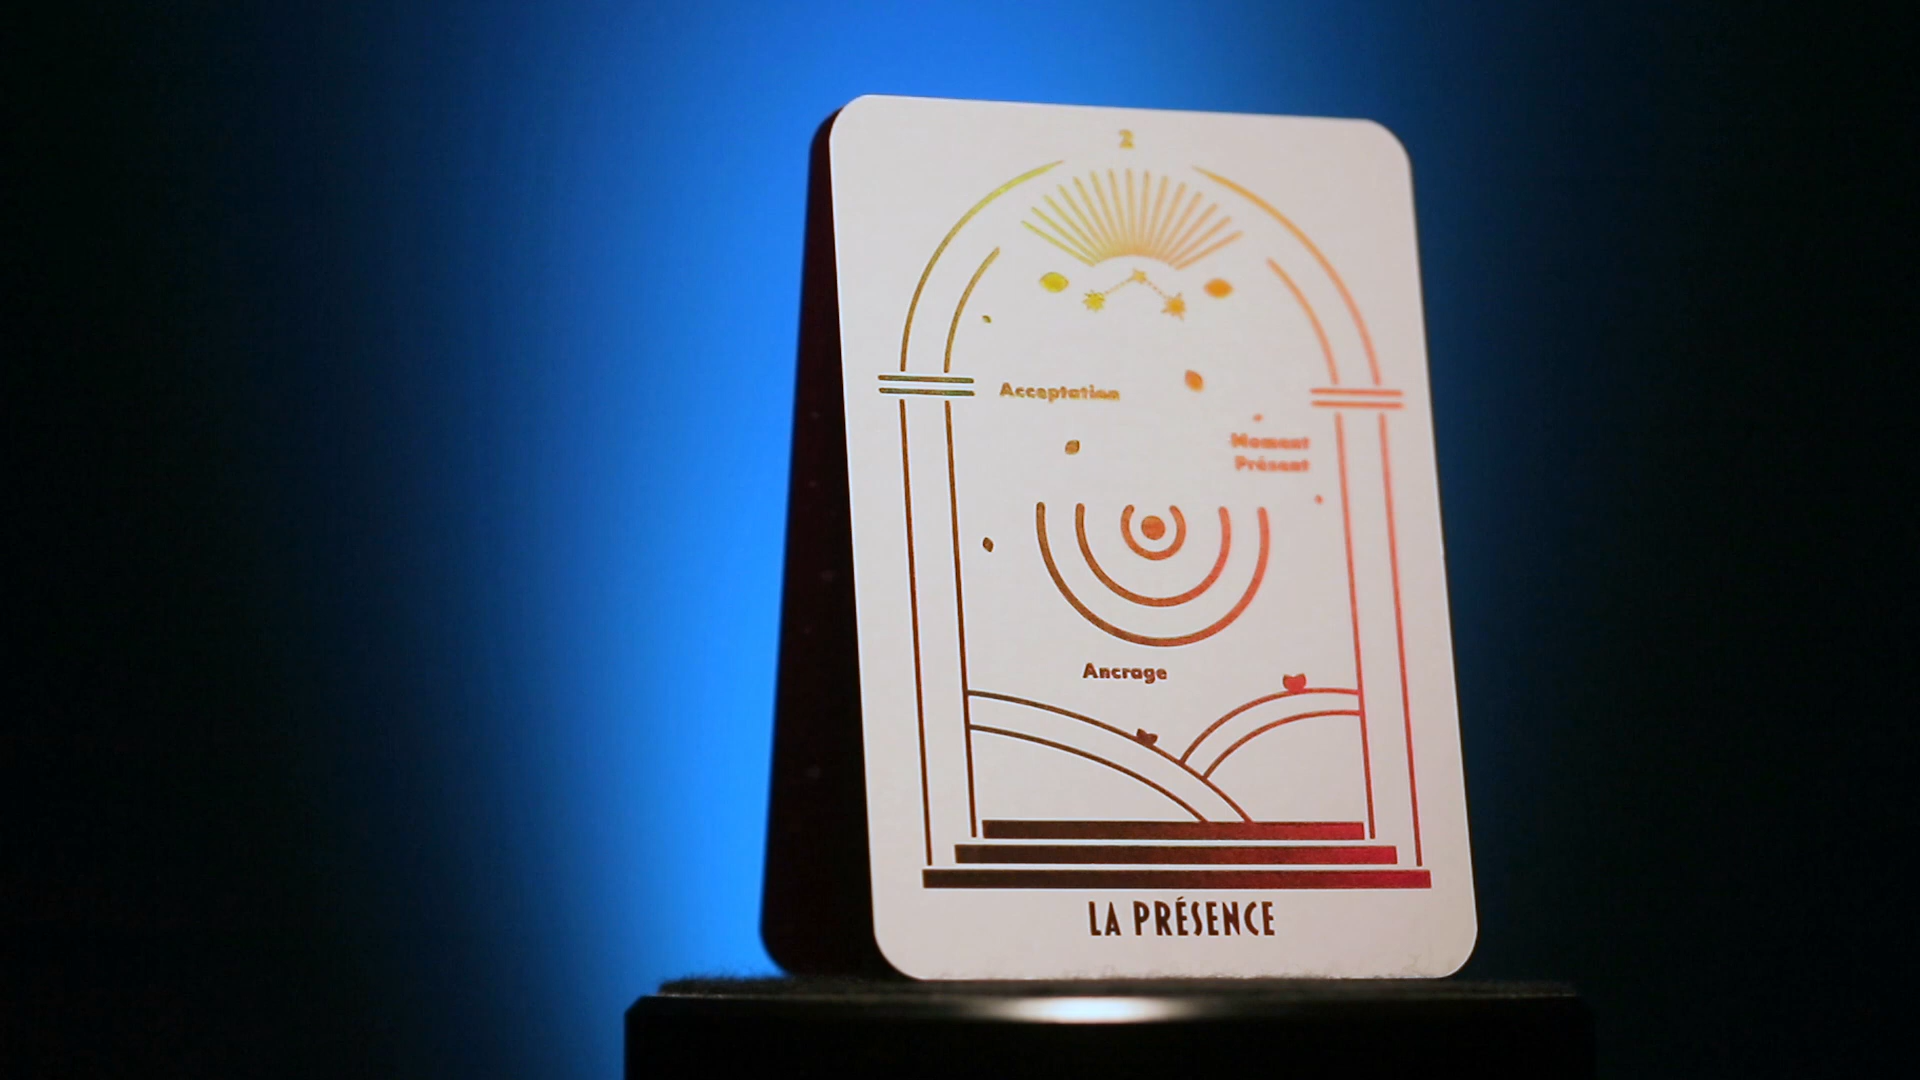 2
Acceptation
Moment
Présent
Ancrage
LA PRÉSENCE